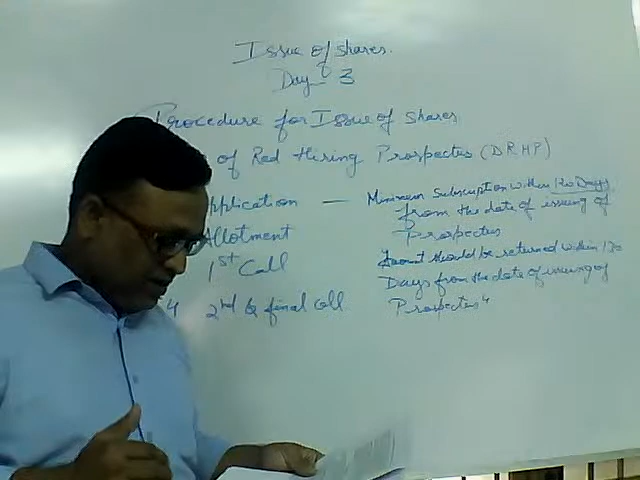 Issue of shares.
Day 3
Procedure for Issue of shares
of Red Hiring Prospectus (DRHP)
Application — Minimum Subscription within 120 Days
from the date of issuing of
Allotment Prospectus
1st Call Amount should be returned within 130
Days from the date of issuing of
4 2nd & final call Prospectus"